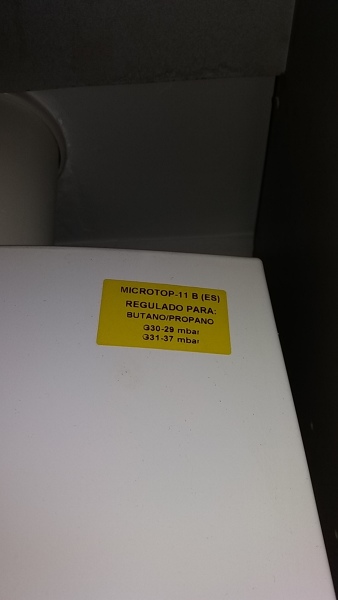 MICROTOP-11 B (ES)
REGULADO PARA:
BUTANO/PROPANO
G30-29 mbar
G31-37 mbar